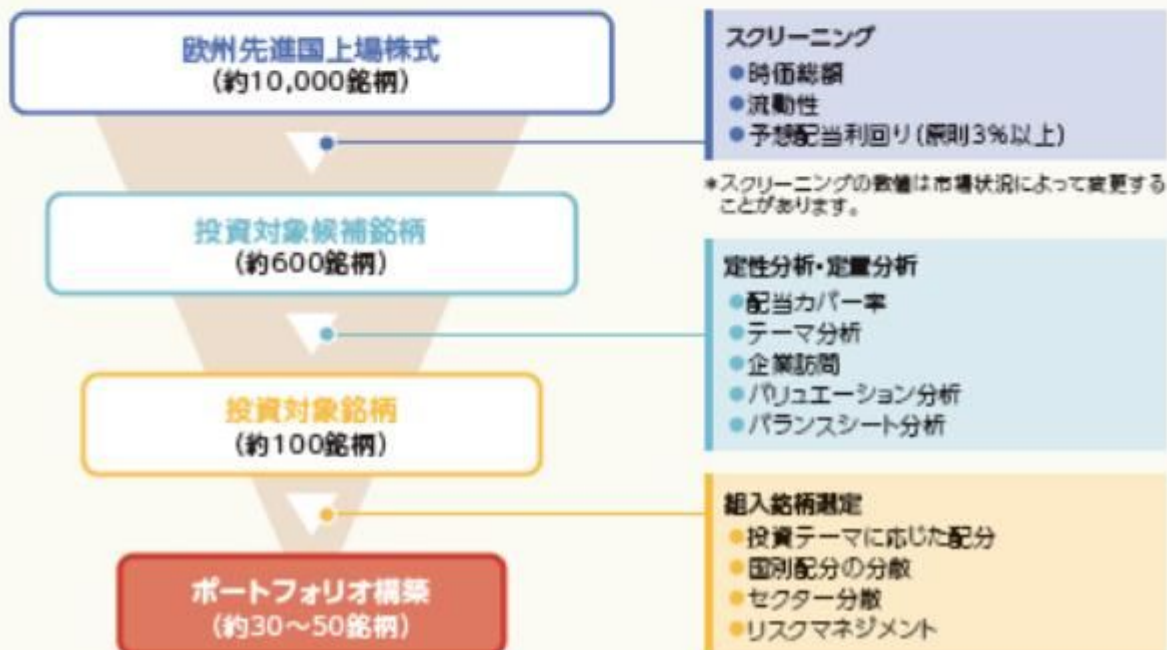 欧州先進国上場株式
(約10,000銘柄)
スクリーニング
●時価総額
●流動性
●予想配当利回り(原則3%以上)
*スクリーニングの数値は市場状況によって変更する
ことがあります。
投資対象候補銘柄
(約600銘柄)
定性分析・定量分析
●配当カバー率
●テーマ分析
●企業訪問
●バリュエーション分析
●バランスシート分析
投資対象銘柄
(約100銘柄)
組入銘柄選定
●投資テーマに応じた配分
●国別配分の分散
●セクター分散
●リスクマネジメント
ポートフォリオ構築
(約30～50銘柄)